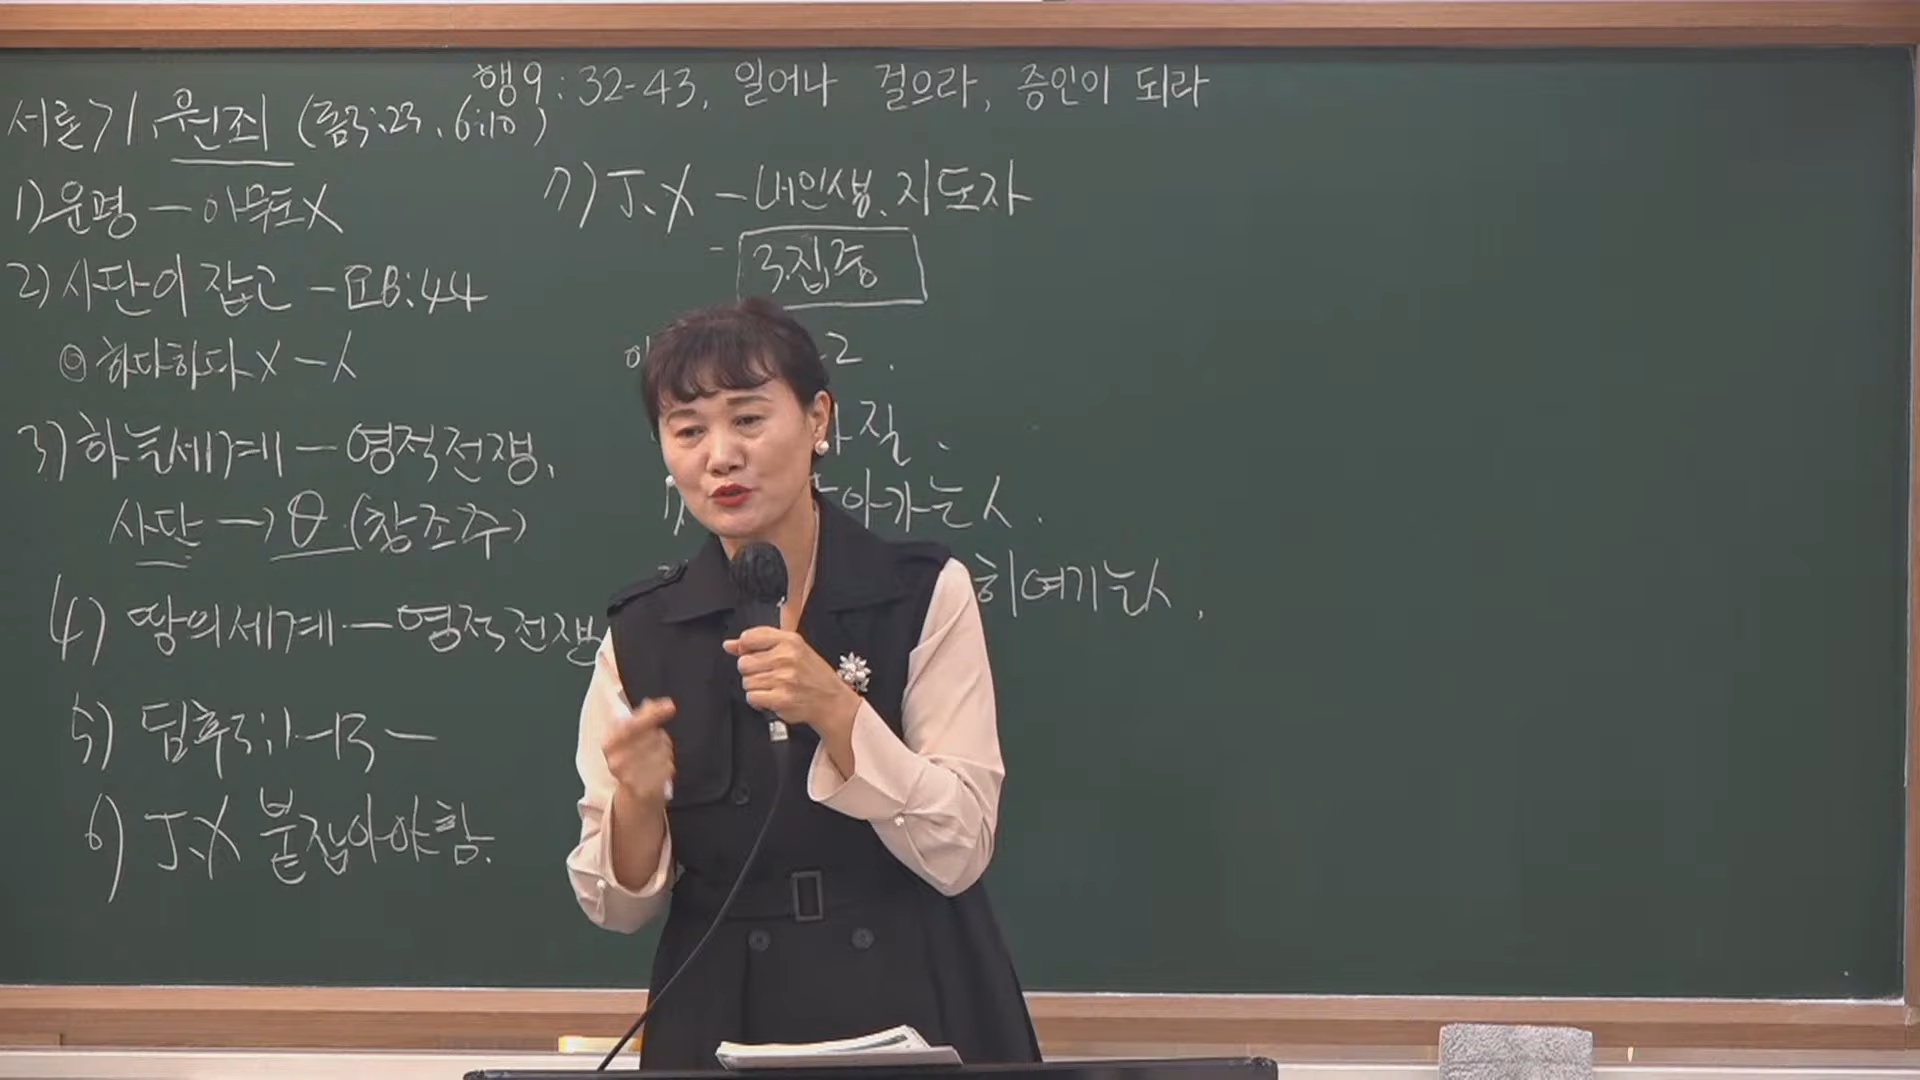 행9:32-43, 일어나 걸으라, 증인이 되라
서론기. 원죄 (롬3:23, 6:10)
1) 운명 - 아무도X
2) 사단이 잡고 - 요8:44
◎ 하다하다 X - 人
3) 하늘세계 - 영적전쟁,
사단 → θ (창조주)
4) 땅의세계 - 영적전쟁
5) 딤후3:1-13 -
6) J.X 붙잡아야함.
7) J.X - 내인생, 지도자
- 3.집중
2.
질.
아가는人.
히여기는人.